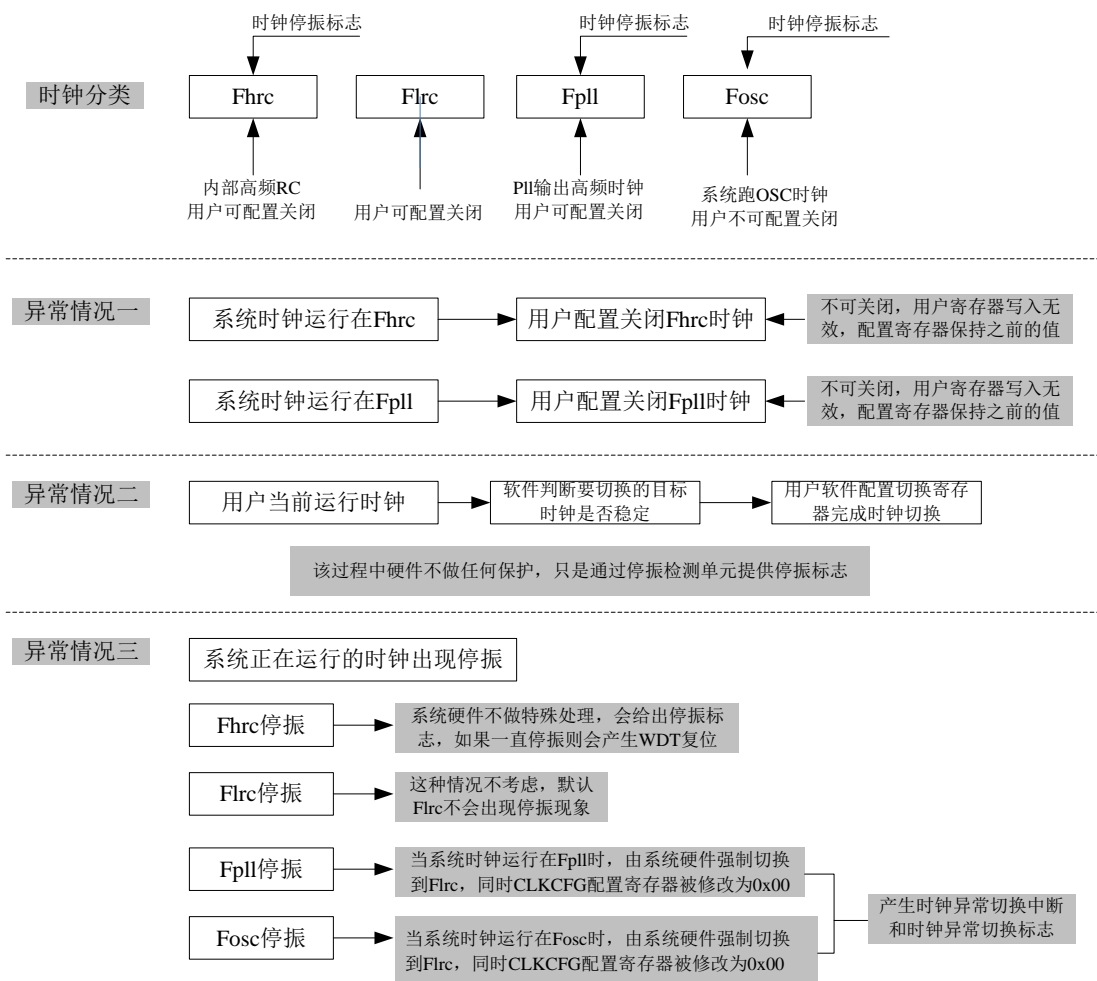 时钟停振标志
时钟停振标志
时钟停振标志
时钟分类
Fhrc
Flrc
Fpll
Fosc
内部高频RC
用户可配置关闭
用户可配置关闭
Pll输出高频时钟
用户可配置关闭
系统跑OSC时钟
用户不可配置关闭
异常情况一
系统时钟运行在Fhrc
用户配置关闭Fhrc时钟
不可关闭，用户寄存器写入无
效，配置寄存器保持之前的值
系统时钟运行在Fpll
用户配置关闭Fpll时钟
不可关闭，用户寄存器写入无
效，配置寄存器保持之前的值
异常情况二
用户当前运行时钟
软件判断要切换的目标
时钟是否稳定
用户软件配置切换寄存
器完成时钟切换
该过程中硬件不做任何保护，只是通过停振检测单元提供停振标志
异常情况三
系统正在运行的时钟出现停振
Fhrc停振
系统硬件不做特殊处理，会给出停振标
志，如果一直停振则会产生WDT复位
Flrc停振
这种情况不考虑，默认
Flrc不会出现停振现象
Fpll停振
当系统时钟运行在Fpll时，由系统硬件强制切换
到Flrc，同时CLKCFG配置寄存器被修改为0x00
Fosc停振
当系统时钟运行在Fosc时，由系统硬件强制切换
到Flrc，同时CLKCFG配置寄存器被修改为0x00
产生时钟异常切换中断
和时钟异常切换标志